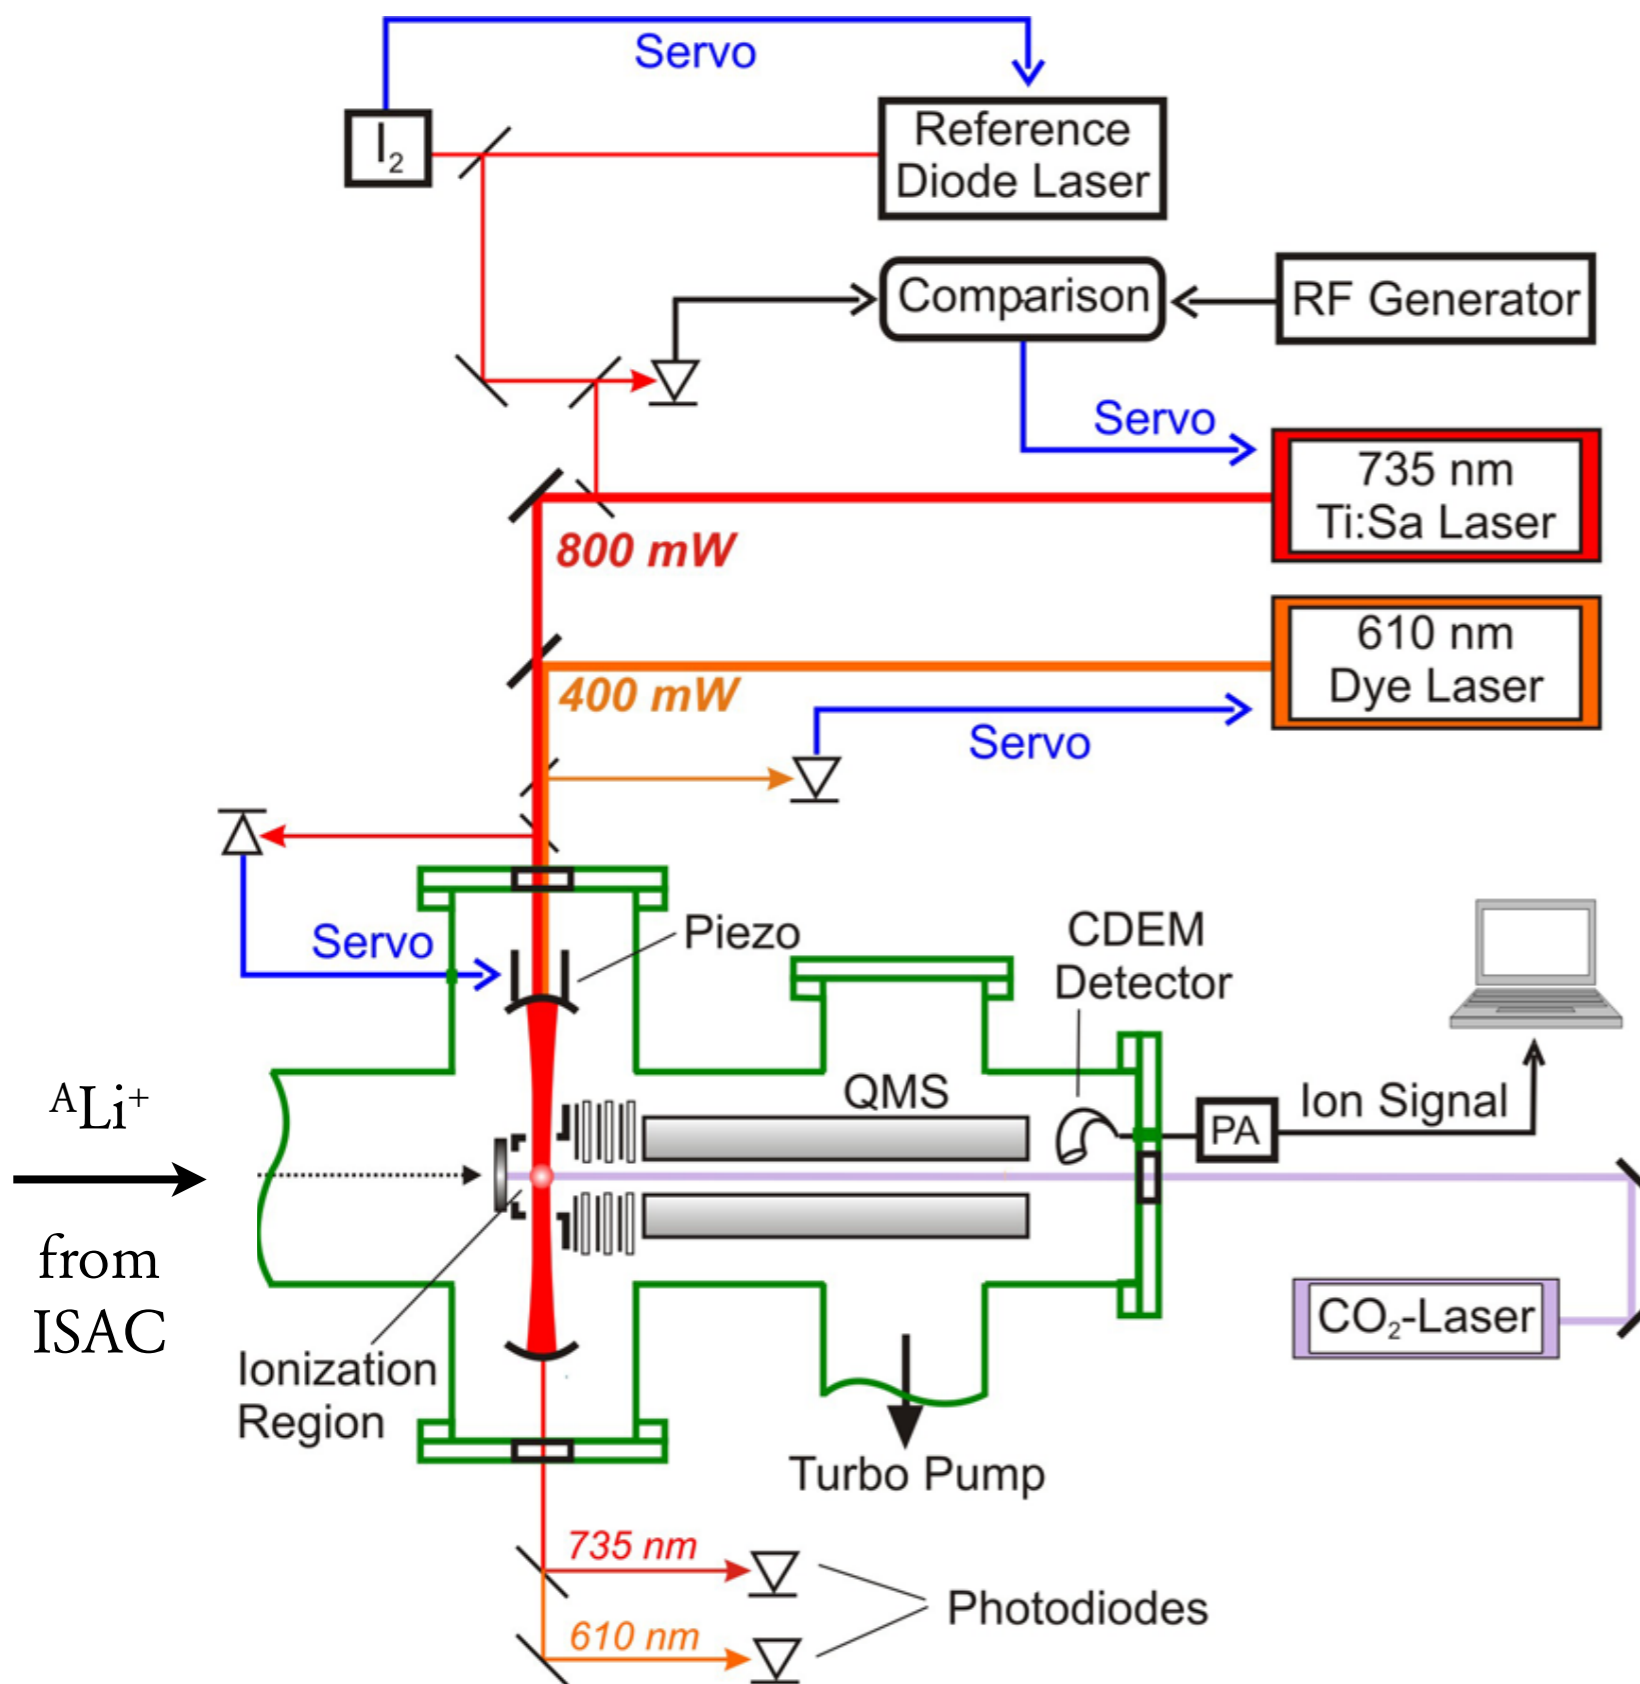 Servo
I₂
Reference
Diode Laser
Comparison
RF Generator
Servo
735 nm
Ti:Sa Laser
800 mW
610 nm
Dye Laser
400 mW
Servo
Servo
Piezo
CDEM
Detector
QMS
ᴬLi⁺
PA
Ion Signal
from
ISAC
CO₂-Laser
Ionization
Region
Turbo Pump
735 nm
Photodiodes
610 nm